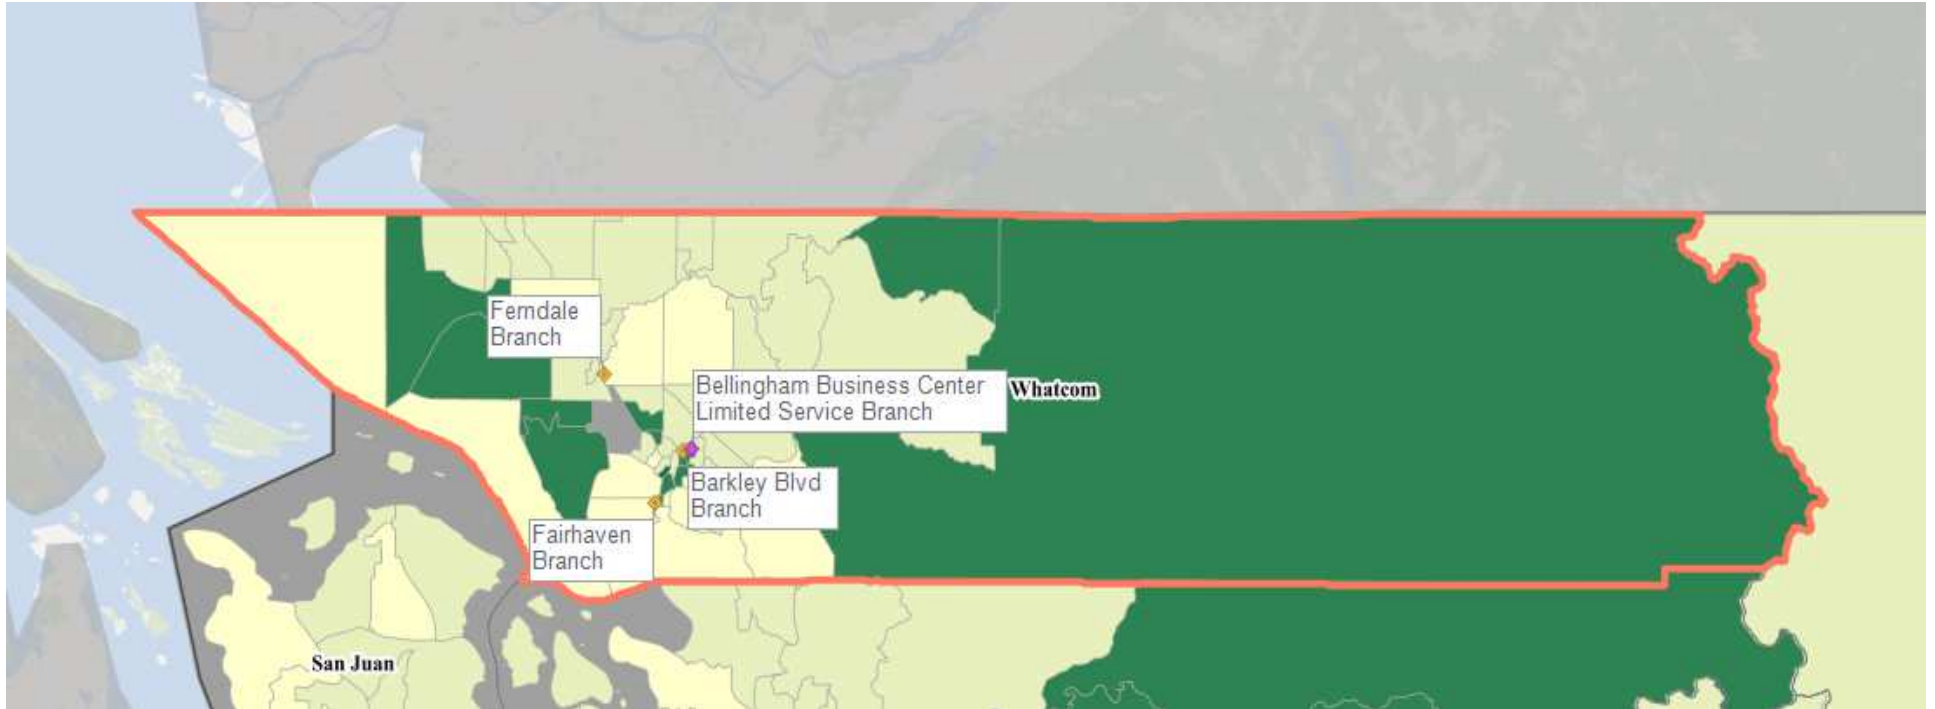 Ferndale
Branch
Bellingham Business Center
Limited Service Branch
Whatcom
Barkley Blvd
Branch
Fairhaven
Branch
San Juan